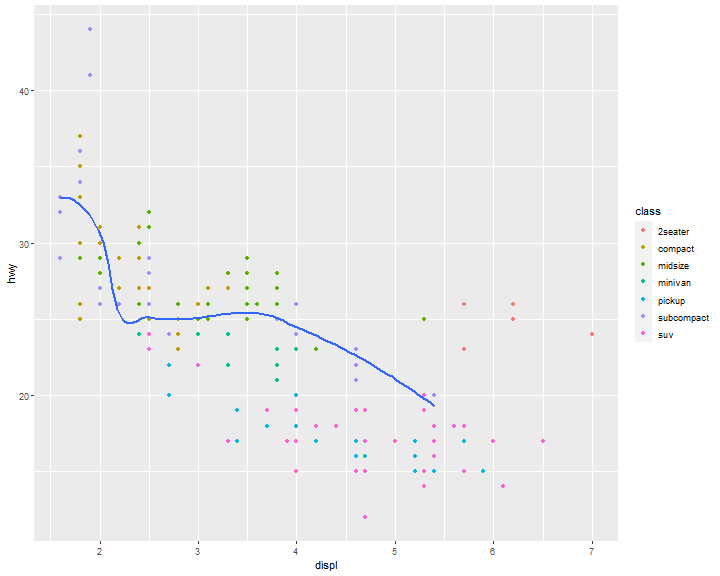 40
30
20
hwy
2
3
4
5
6
7
displ
class
2seater
compact
midsize
minivan
pickup
subcompact
suv